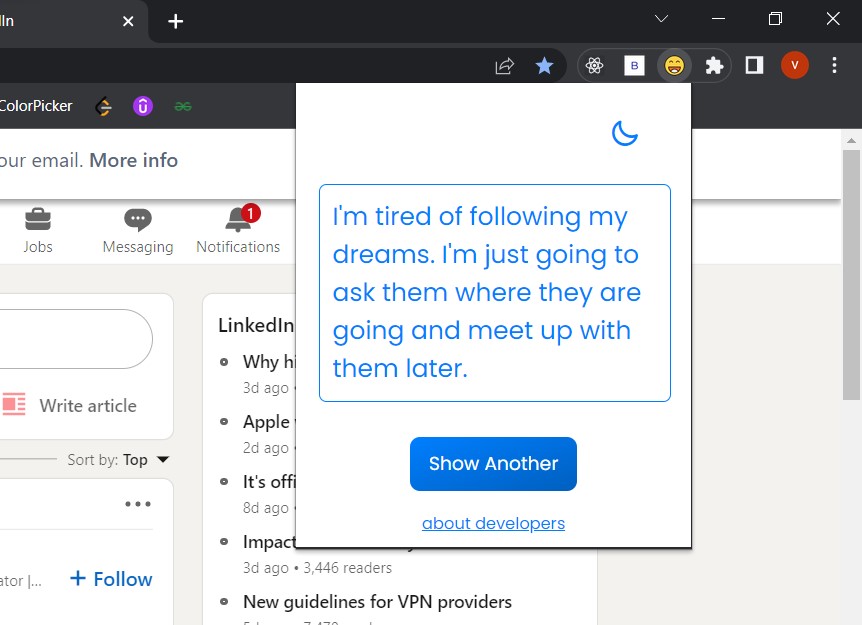 In
ColorPicker
B
V
our email. More info
Jobs
Messaging
1
Notifications
I'm tired of following my
dreams. I'm just going to
ask them where they are
going and meet up with
them later.
Show Another
about developers
Write article
Sort by: Top
+ Follow
LinkedIn
Why hi
3d ago •
Apple
2d ago •
It's offi
8d ago •
Impact
3d ago • 3,446 readers
New guidelines for VPN providers